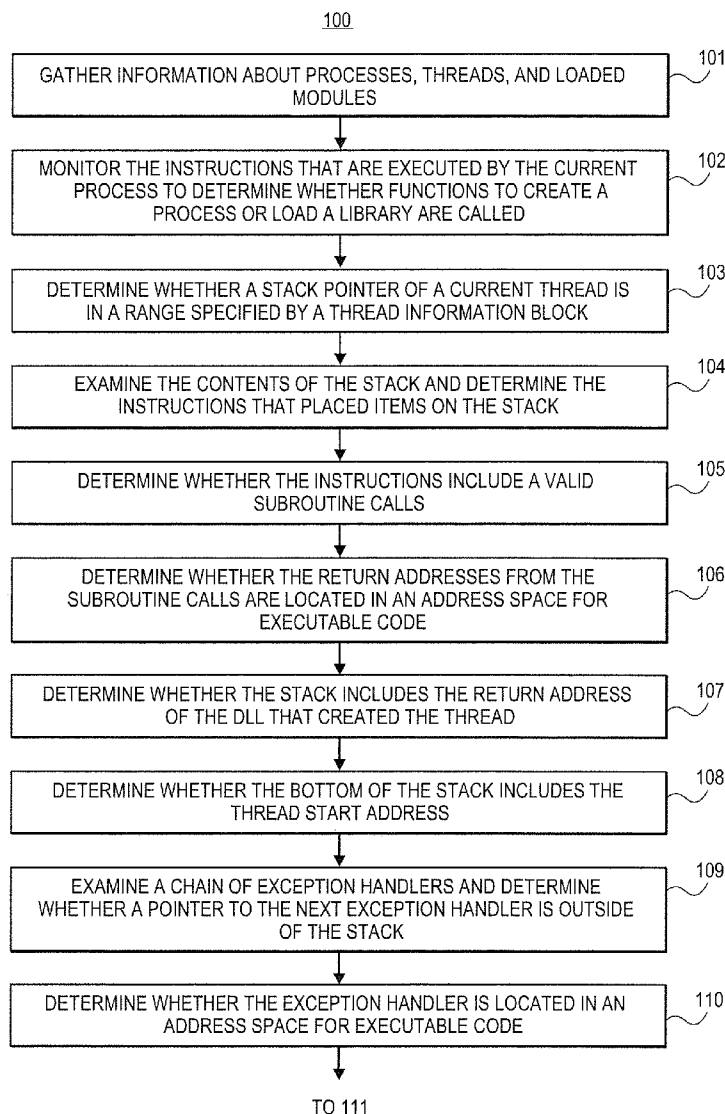 100
GATHER INFORMATION ABOUT PROCESSES, THREADS, AND LOADED
MODULES
101
MONITOR THE INSTRUCTIONS THAT ARE EXECUTED BY THE CURRENT
PROCESS TO DETERMINE WHETHER FUNCTIONS TO CREATE A
PROCESS OR LOAD A LIBRARY ARE CALLED
102
DETERMINE WHETHER A STACK POINTER OF A CURRENT THREAD IS
IN A RANGE SPECIFIED BY A THREAD INFORMATION BLOCK
103
EXAMINE THE CONTENTS OF THE STACK AND DETERMINE THE
INSTRUCTIONS THAT PLACED ITEMS ON THE STACK
104
DETERMINE WHETHER THE INSTRUCTIONS INCLUDE A VALID
SUBROUTINE CALLS
105
DETERMINE WHETHER THE RETURN ADDRESSES FROM THE
SUBROUTINE CALLS ARE LOCATED IN AN ADDRESS SPACE FOR
EXECUTABLE CODE
106
DETERMINE WHETHER THE STACK INCLUDES THE RETURN ADDRESS
OF THE DLL THAT CREATED THE THREAD
107
DETERMINE WHETHER THE BOTTOM OF THE STACK INCLUDES THE
THREAD START ADDRESS
108
EXAMINE A CHAIN OF EXCEPTION HANDLERS AND DETERMINE
WHETHER A POINTER TO THE NEXT EXCEPTION HANDLER IS OUTSIDE
OF THE STACK
109
DETERMINE WHETHER THE EXCEPTION HANDLER IS LOCATED IN AN
ADDRESS SPACE FOR EXECUTABLE CODE
110
TO 111